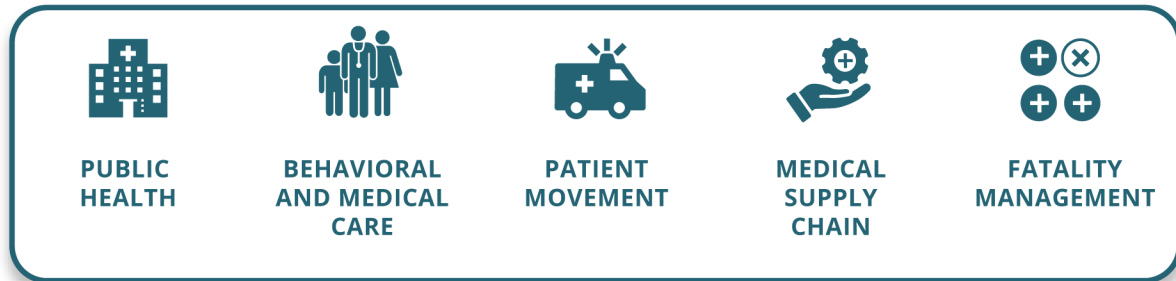 PUBLIC
HEALTH
BEHAVIORAL
AND MEDICAL
CARE
PATIENT
MOVEMENT
MEDICAL
SUPPLY
CHAIN
FATALITY
MANAGEMENT